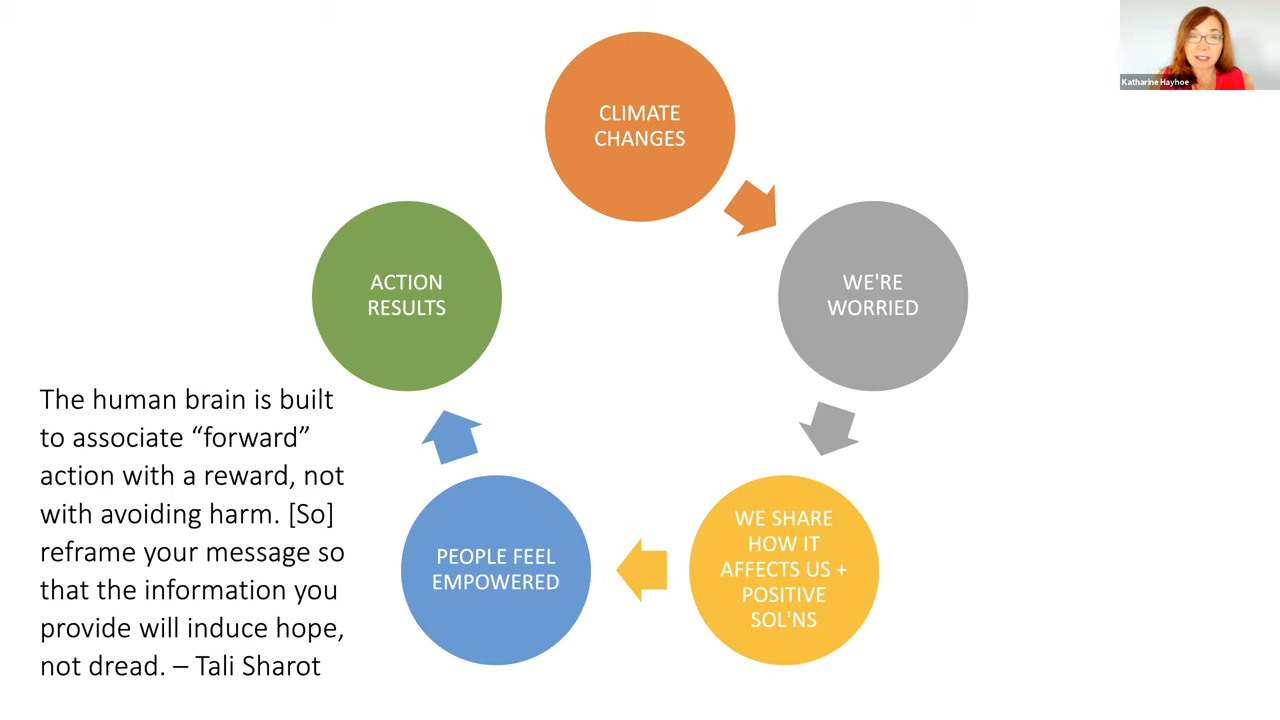 CLIMATE
CHANGES
WE'RE
WORRIED
WE SHARE
HOW IT
AFFECTS US +
POSITIVE
SOL'NS
PEOPLE FEEL
EMPOWERED
ACTION
RESULTS
The human brain is built
to associate “forward”
action with a reward, not
with avoiding harm. [So]
reframe your message so
that the information you
provide will induce hope,
not dread. – Tali Sharot
Katharine Hayhoe